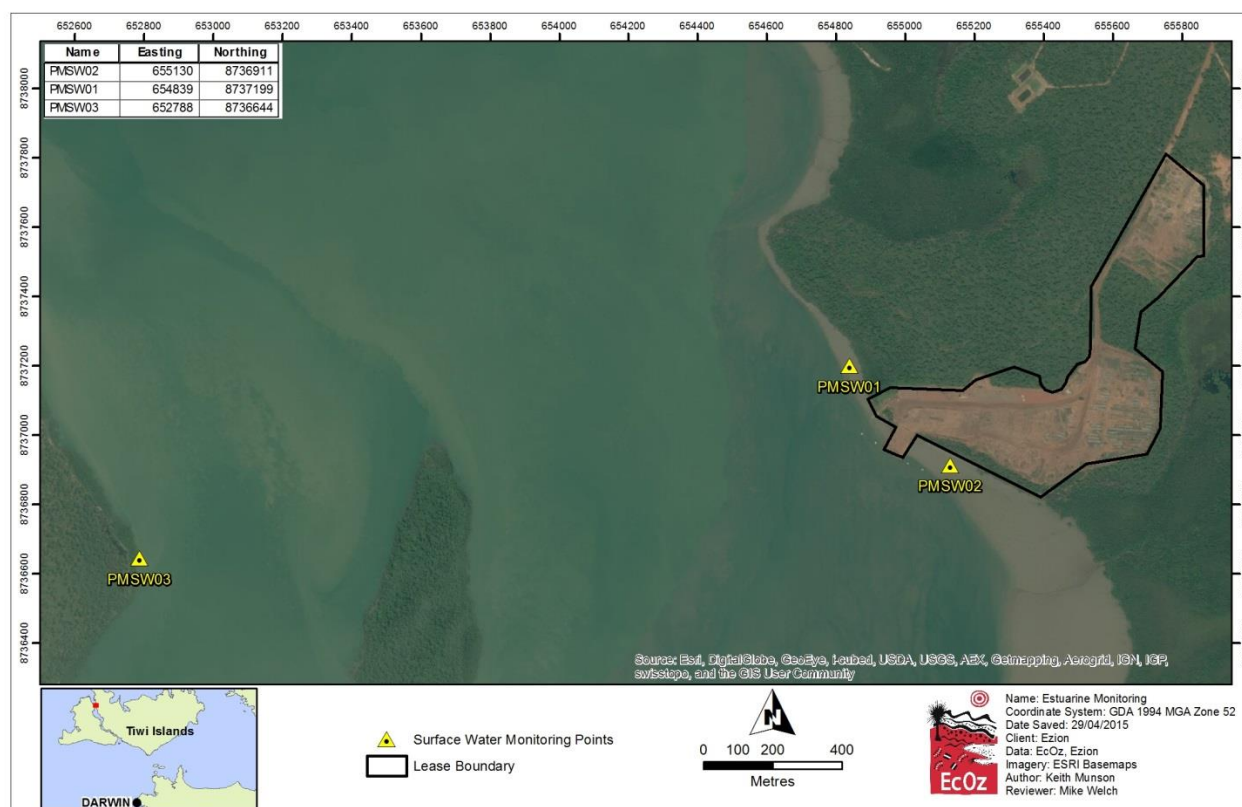 652600 652800 653000 653200 653400 653600 653800 654000 654200 654400 654600 654800 655000 655200 655400 655600 655800
Name Easting Northing
PMSW02 655130 8736911
PMSW01 654839 8737199
PMSW03 652788 8736644
8738000
8737800
8737600
8737400
8737200
8737000
8736800
8736600
8736400
PMSW01
PMSW02
PMSW03
Source: Esri, DigitalGlobe, GeoEye, i-cubed, USDA, USGS, AEX, Getmapping, Aerogrid, IGN, IGP,
swisstopo, and the GIS User Community
Tiwi Islands
DARWIN
Surface Water Monitoring Points
Lease Boundary
N
0 100 200 400
Metres
EcOz
Name: Estuarine Monitoring
Coordinate System: GDA 1994 MGA Zone 52
Date Saved: 29/04/2015
Client: Ezion
Data: EcOz, Ezion
Imagery: ESRI Basemaps
Author: Keith Munson
Reviewer: Mike Welch